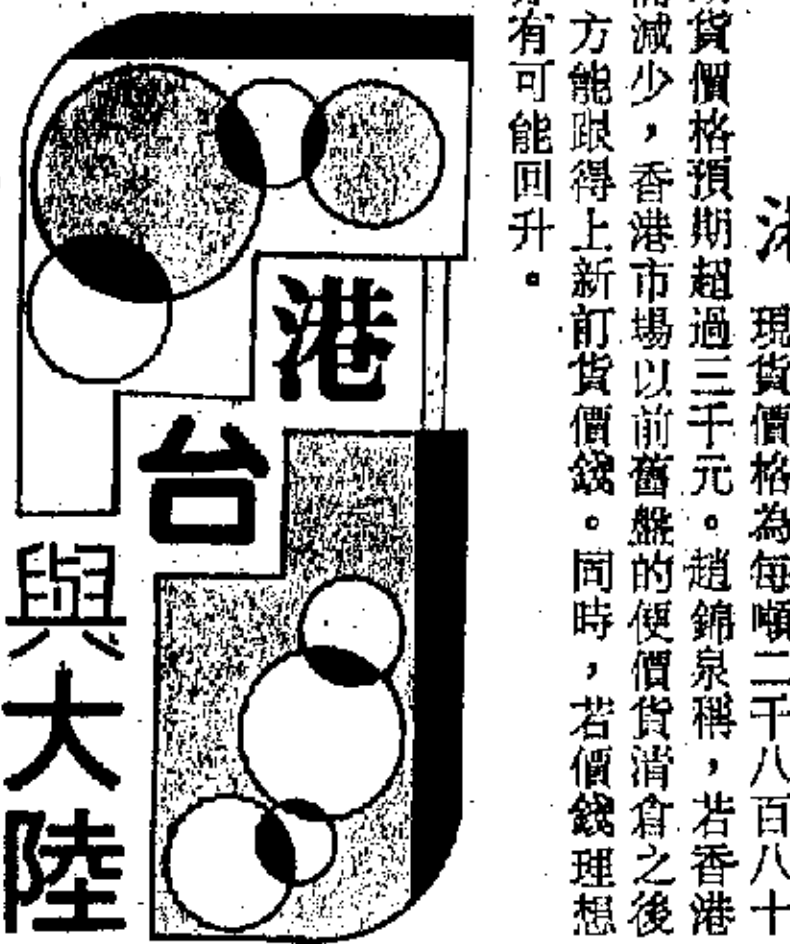 現貨價格為每噸二千八百八十
貨價格預期超過三千元。趙錦泉稱，若香港
減少，香港市場以前舊盤的便價貨清倉之後
方能跟得上新訂貨價錢。同時，若價錢理想
有可能回升。
港
台
與大陸